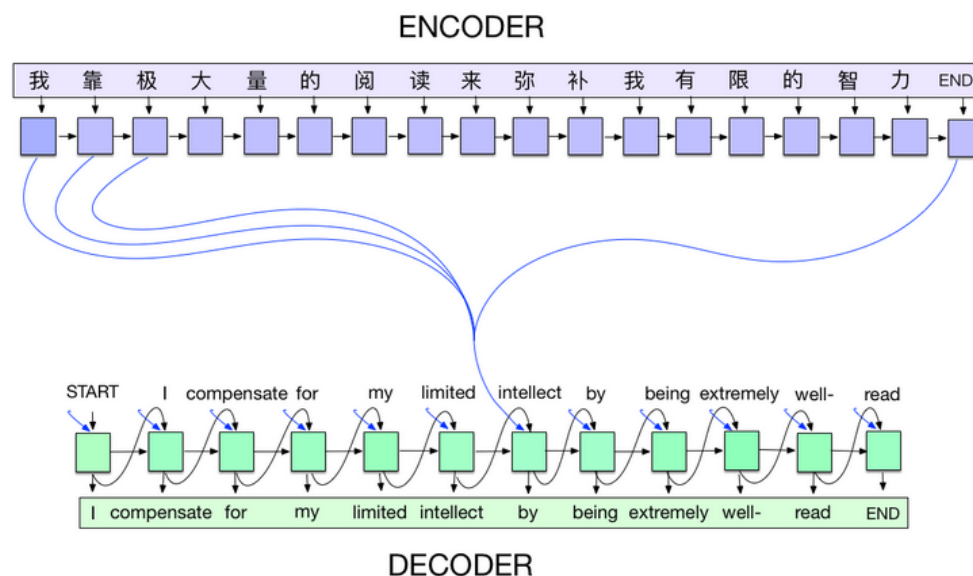 ENCODER
我 靠 极 大 量 的 阅 读 来 弥 补 我 有 限 的 智 力 END
START I compensate for my limited intellect by being extremely well- read
I compensate for my limited intellect by being extremely well- read END
DECODER